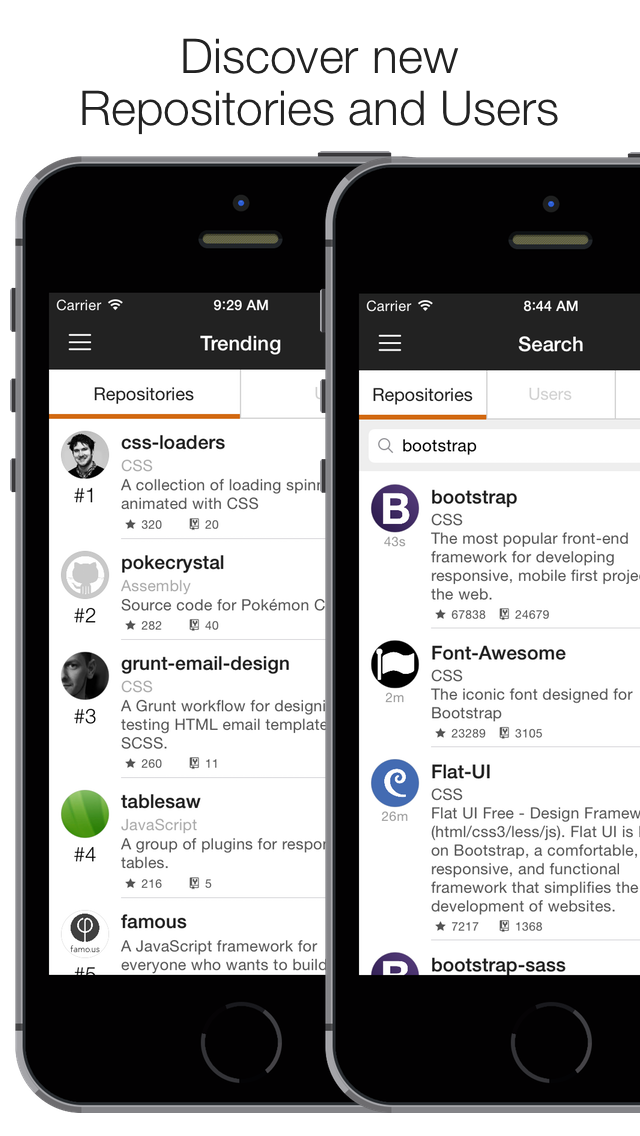 Discover new
Repositories and Users
Carrier
9:29 AM
Trending
Repositories
css-loaders
CSS
#1
A collection of loading
animated with CSS
320 20
pokecrystal
Assembly
#2
Source code for Pokémon
282 40
grunt-email-design
CSS
#3
A Grunt workflow for
testing HTML email
SCSS.
260 11
tablesaw
JavaScript
#4
A group of plugins for
tables.
216 5
famous
famo.us
A JavaScript framework for
#5
everyone who wants to build
Carrier
8:44 AM
Search
Repositories
Users
bootstrap
bootstrap
CSS
43s
The most popular front-end
framework for developing
responsive, mobile first
the web.
67838 24679
Font-Awesome
CSS
2m
The iconic font designed for
Bootstrap
23289 3105
Flat-UI
CSS
26m
Flat UI Free - Design
(html/css3/less/js). Flat UI is
on Bootstrap, a comfortable,
responsive, and functional
framework that simplifies the
development of websites.
7217 1368
bootstrap-sass